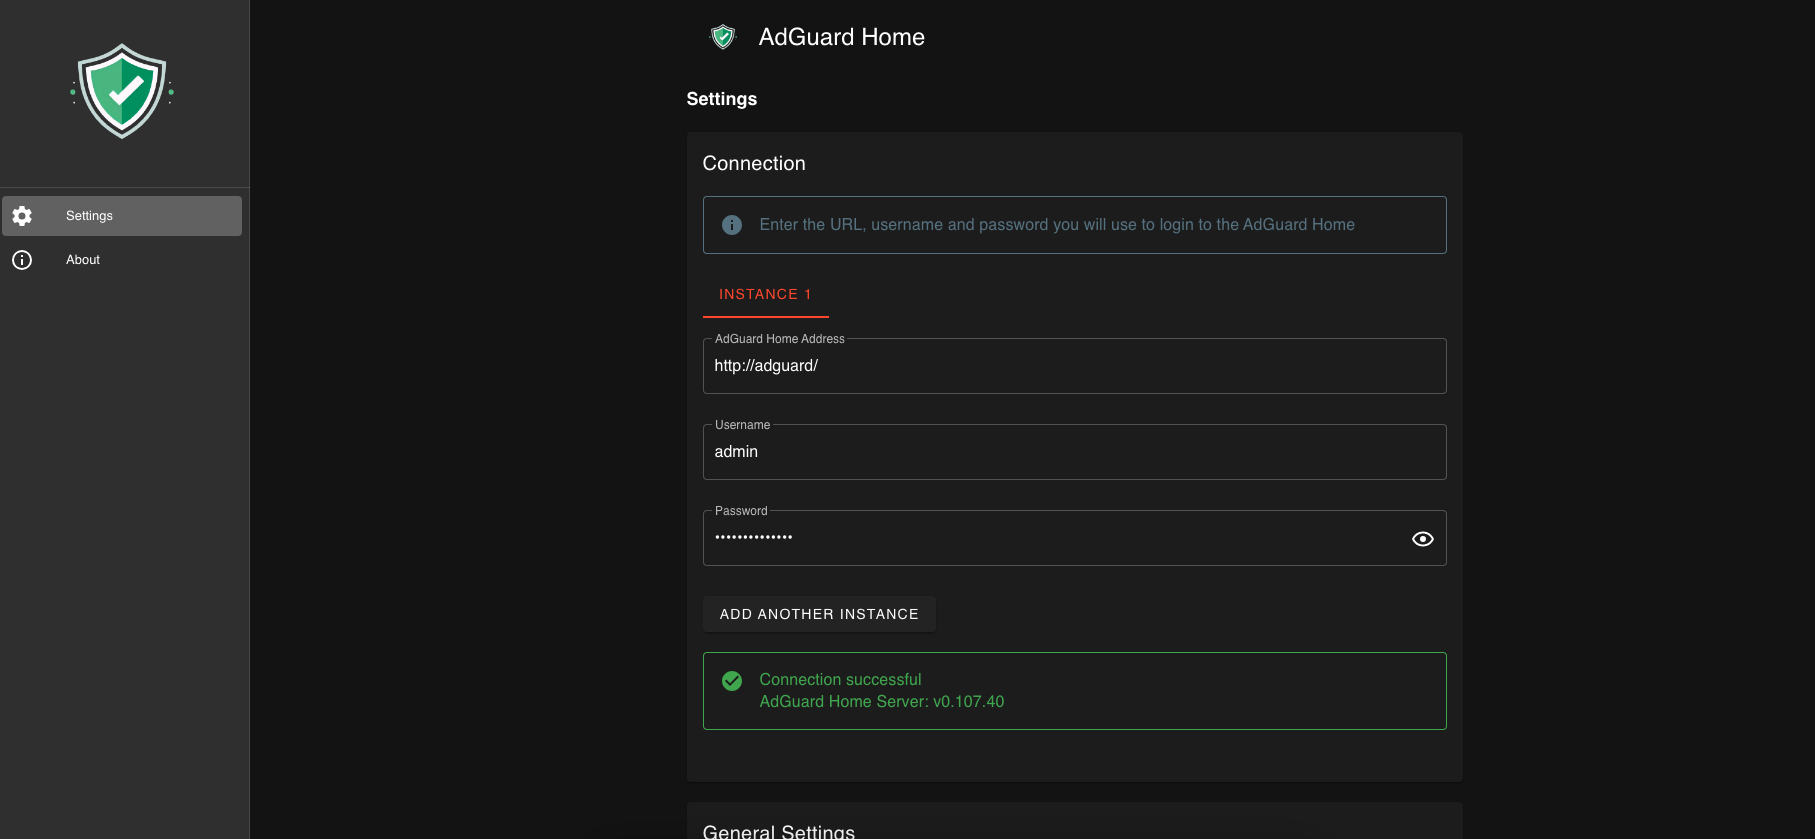 AdGuard Home
Settings
Settings
About
Connection
Enter the URL, username and password you will use to login to the AdGuard Home
INSTANCE 1
AdGuard Home Address
http://adguard/
Username
admin
Password
••••••••••••••
ADD ANOTHER INSTANCE
Connection successful
AdGuard Home Server: v0.107.40
General Settings